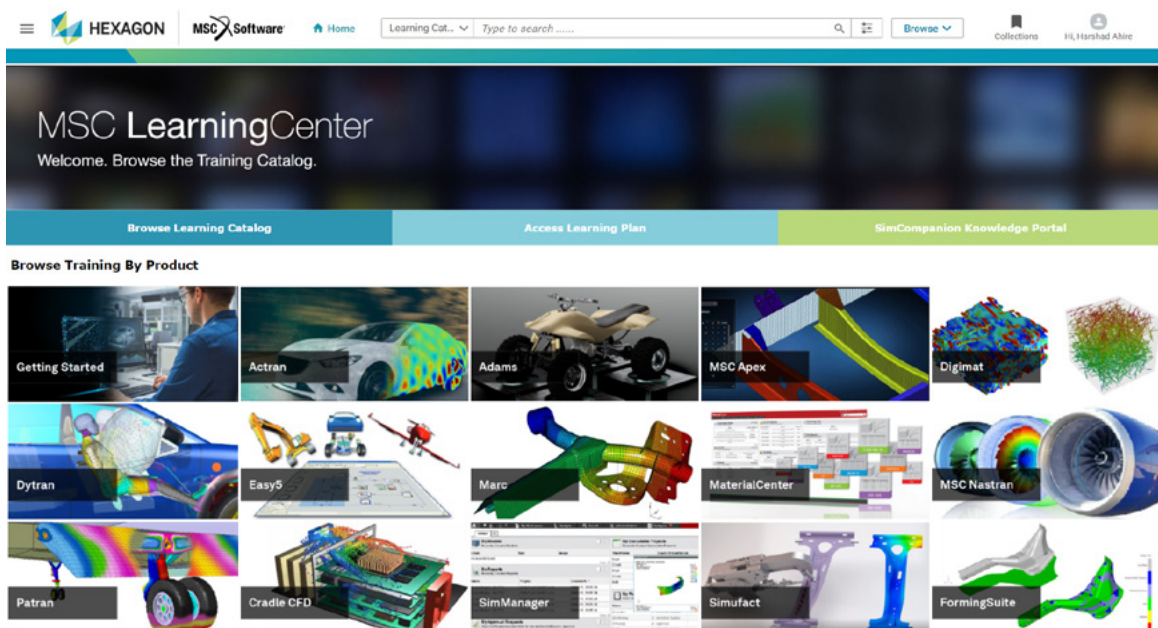 HEXAGON
MSC Software
Home
Learning Cat..
Type to search ......
Browse
Collections
Hi, Harshad Ahire
MSC LearningCenter
Welcome. Browse the Training Catalog.
Browse Learning Catalog
Access Learning Plan
SimCompanion Knowledge Portal
Browse Training By Product
Getting Started
Actran
Adams
MSC Apex
Digimat
Dytran
Easy5
Marc
MaterialCenter
MSC Nastran
Patran
Cradle CFD
SimManager
Simufact
FormingSuite